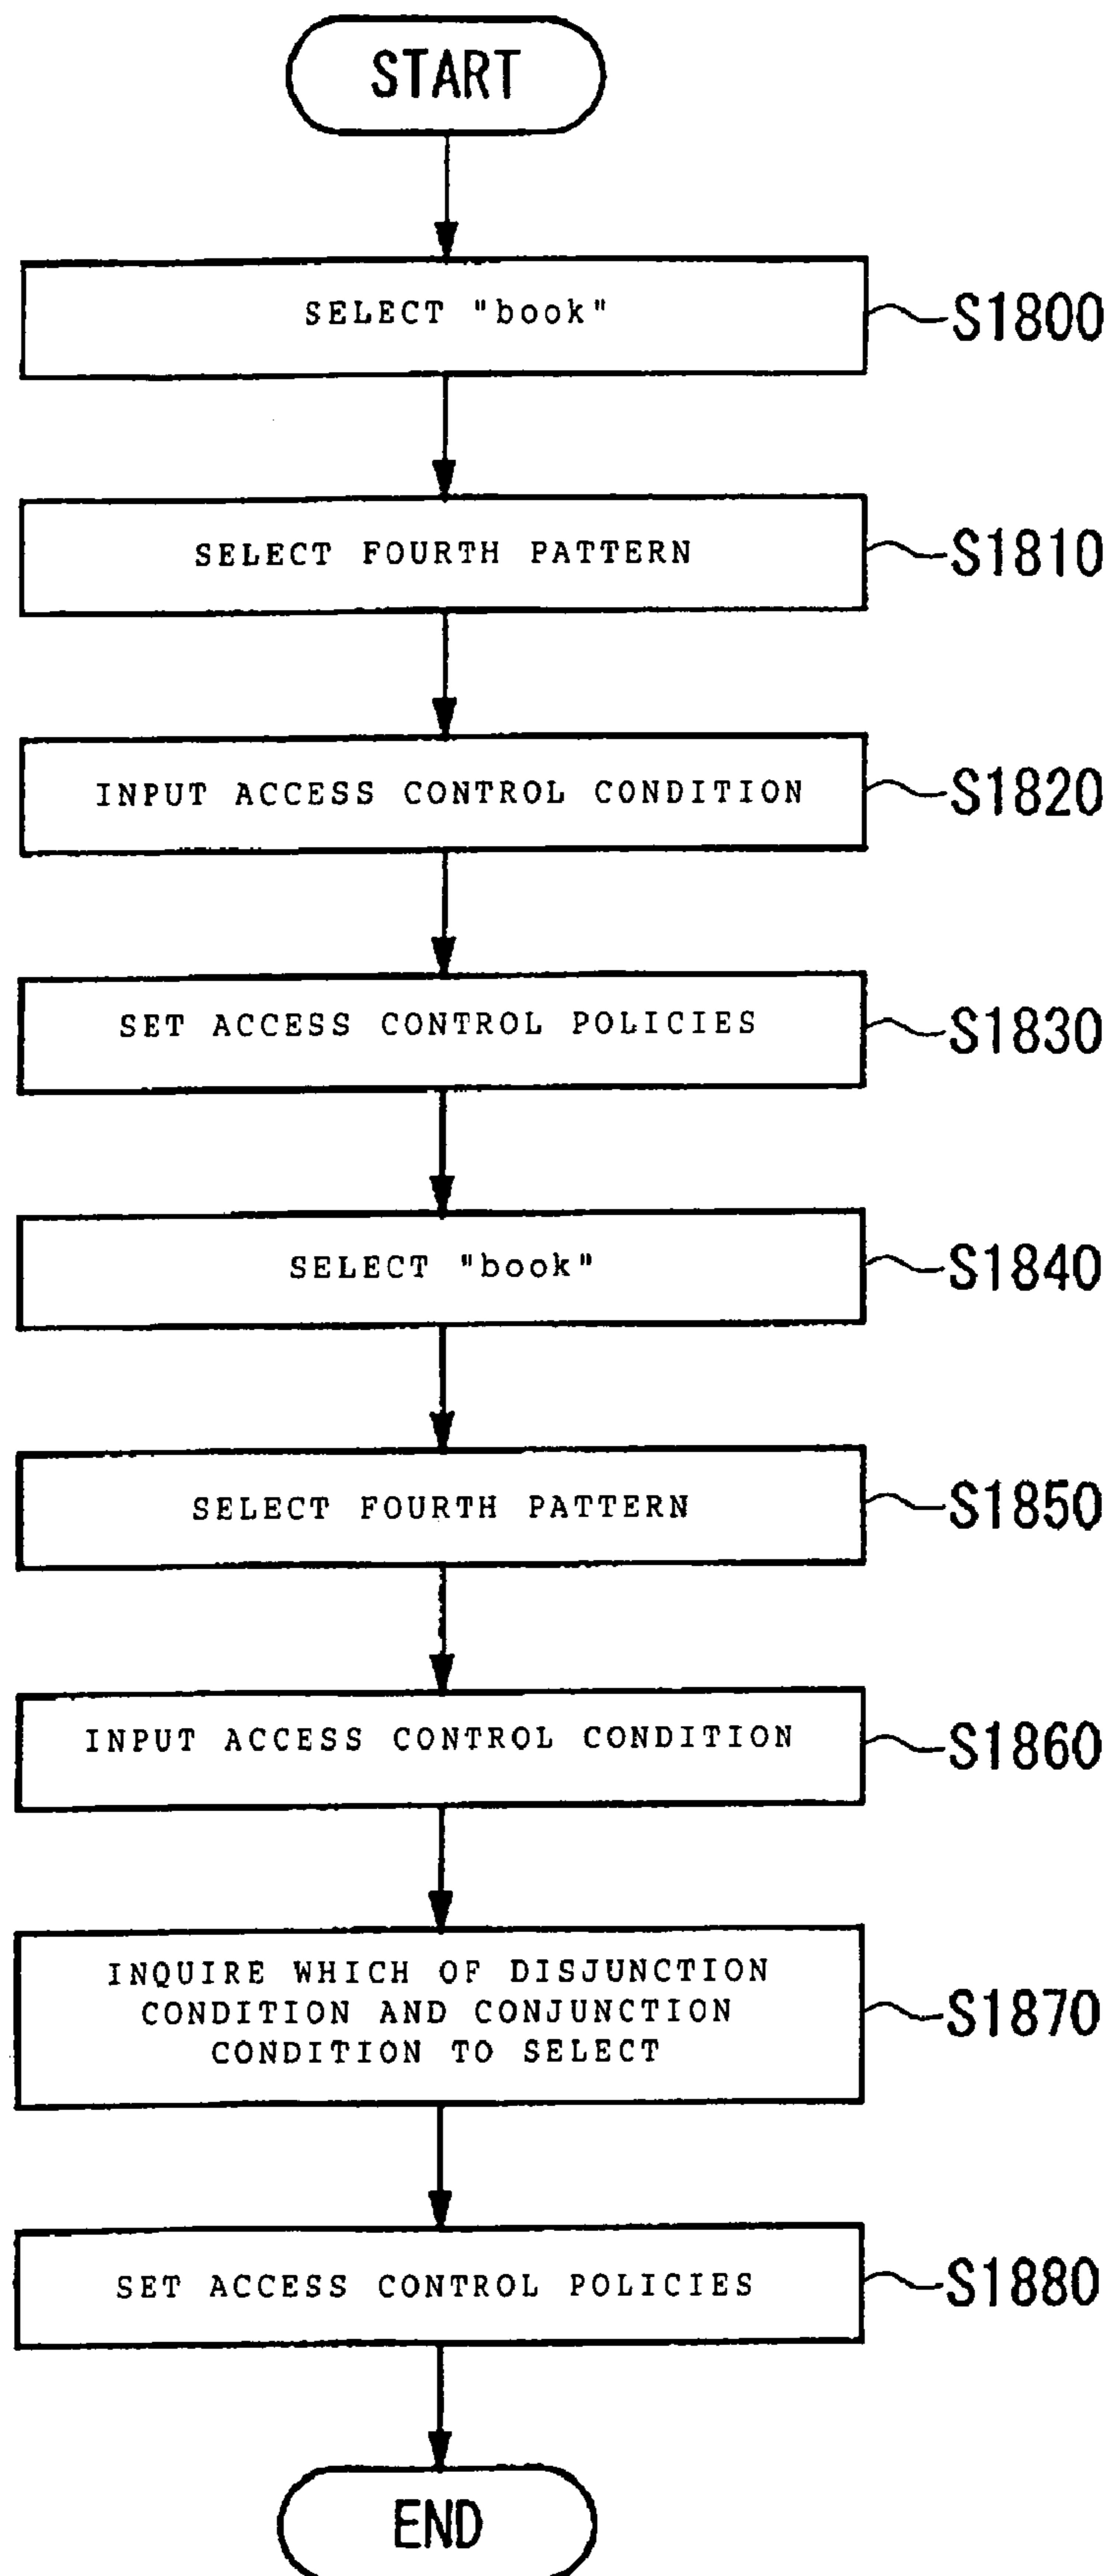 START
SELECT "book"
S1800
SELECT FOURTH PATTERN
S1810
INPUT ACCESS CONTROL CONDITION
S1820
SET ACCESS CONTROL POLICIES
S1830
SELECT "book"
S1840
SELECT FOURTH PATTERN
S1850
INPUT ACCESS CONTROL CONDITION
S1860
INQUIRE WHICH OF DISJUNCTION
CONDITION AND CONJUNCTION
CONDITION TO SELECT
S1870
SET ACCESS CONTROL POLICIES
S1880
END